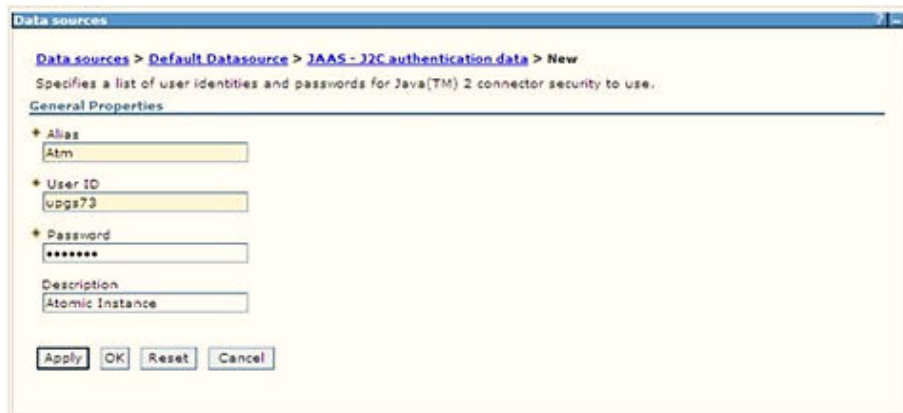 Data sources ? -
Data sources > Default Datasource > JAAS - J2C authentication data > New
Specifies a list of user identities and passwords for Java(TM) 2 connector security to use.
General Properties
* Alias
Atm
* User ID
upgs73
* Password
•••••••
Description
Atomic Instance
Apply OK Reset Cancel